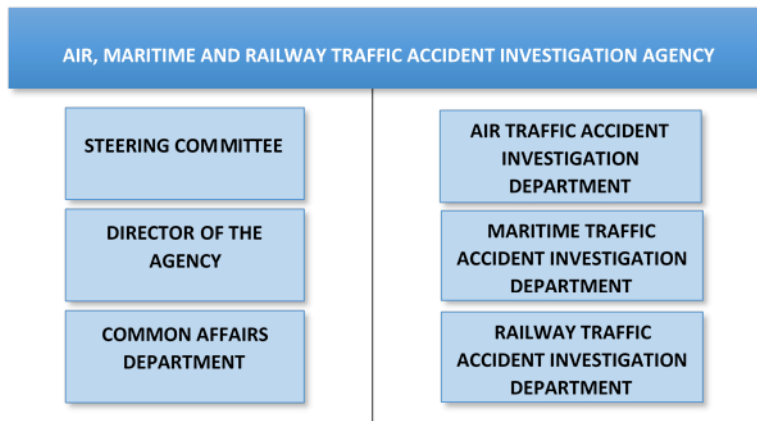 AIR, MARITIME AND RAILWAY TRAFFIC ACCIDENT INVESTIGATION AGENCY
STEERING COMMITTEE
DIRECTOR OF THE
AGENCY
COMMON AFFAIRS
DEPARTMENT
AIR TRAFFIC ACCIDENT
INVESTIGATION
DEPARTMENT
MARITIME TRAFFIC
ACCIDENT INVESTIGATION
DEPARTMENT
RAILWAY TRAFFIC
ACCIDENT INVESTIGATION
DEPARTMENT